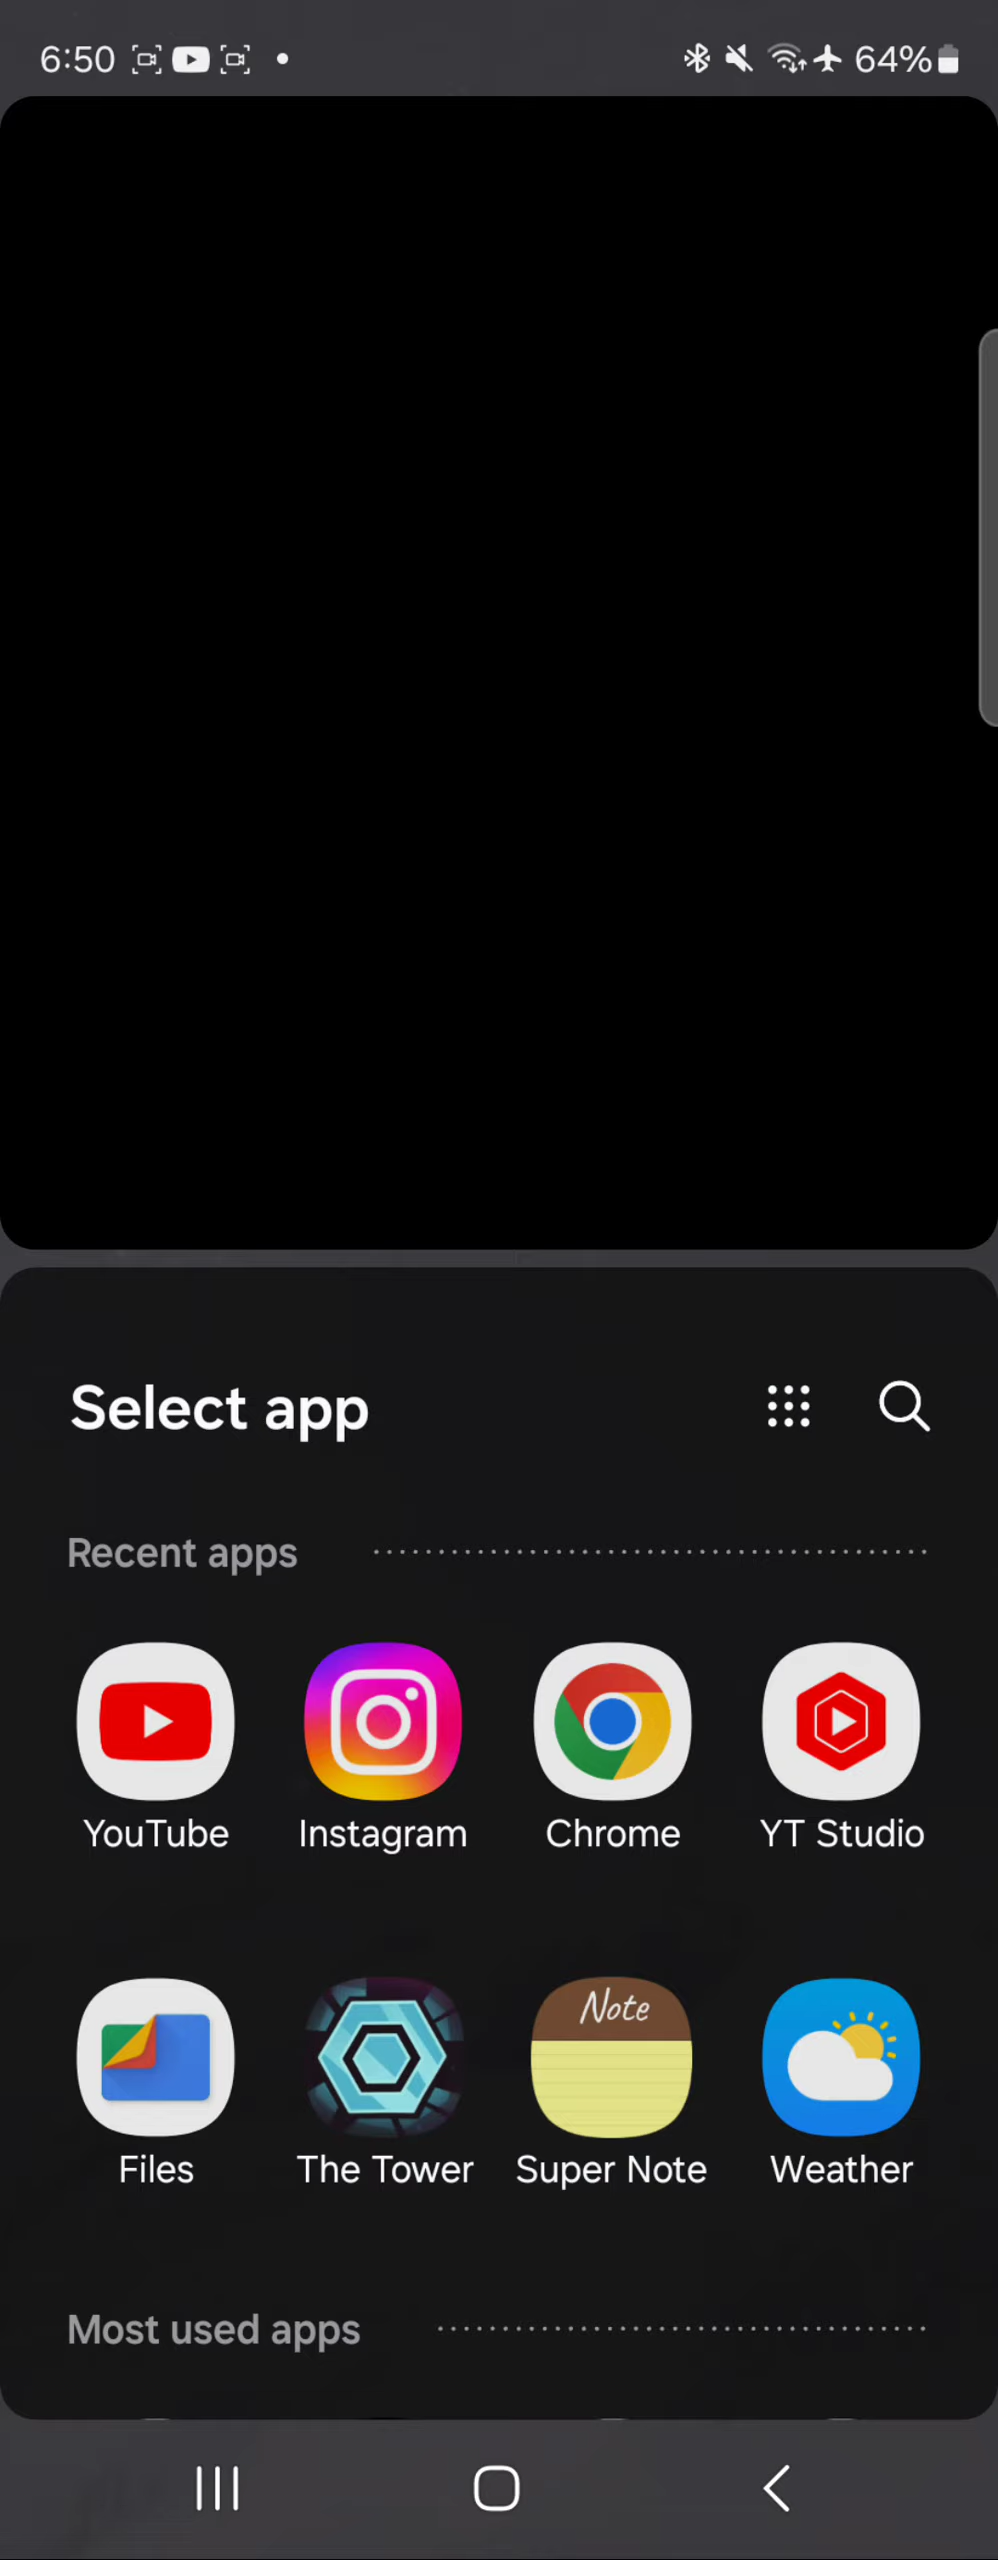 6:50 64%
Select app
Recent apps
YouTube Instagram Chrome YT Studio
Note
Files The Tower Super Note Weather
Most used apps